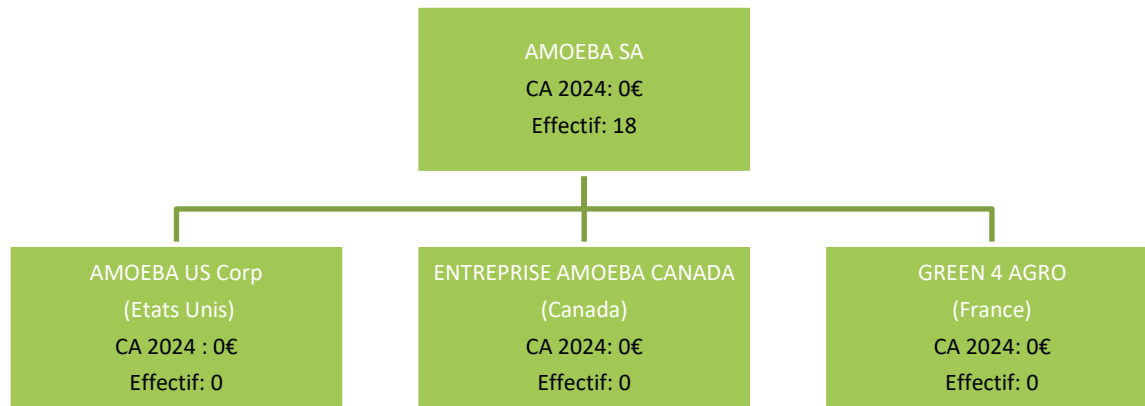 AMOEBA SA
CA 2024: 0€
Effectif: 18
AMOEBA US Corp
(Etats Unis)
CA 2024 : 0€
Effectif: 0
ENTREPRISE AMOEBA CANADA
(Canada)
CA 2024: 0€
Effectif: 0
GREEN 4 AGRO
(France)
CA 2024: 0€
Effectif: 0